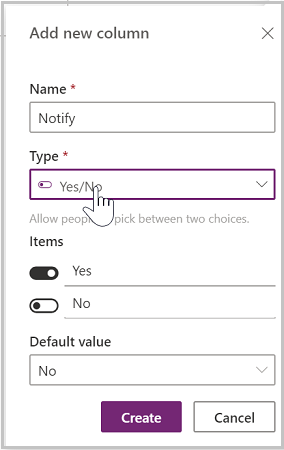 Add new column
Name *
Notify
Type *
Yes/No
Allow people pick between two choices.
Items
Yes
No
Default value
No
Create
Cancel